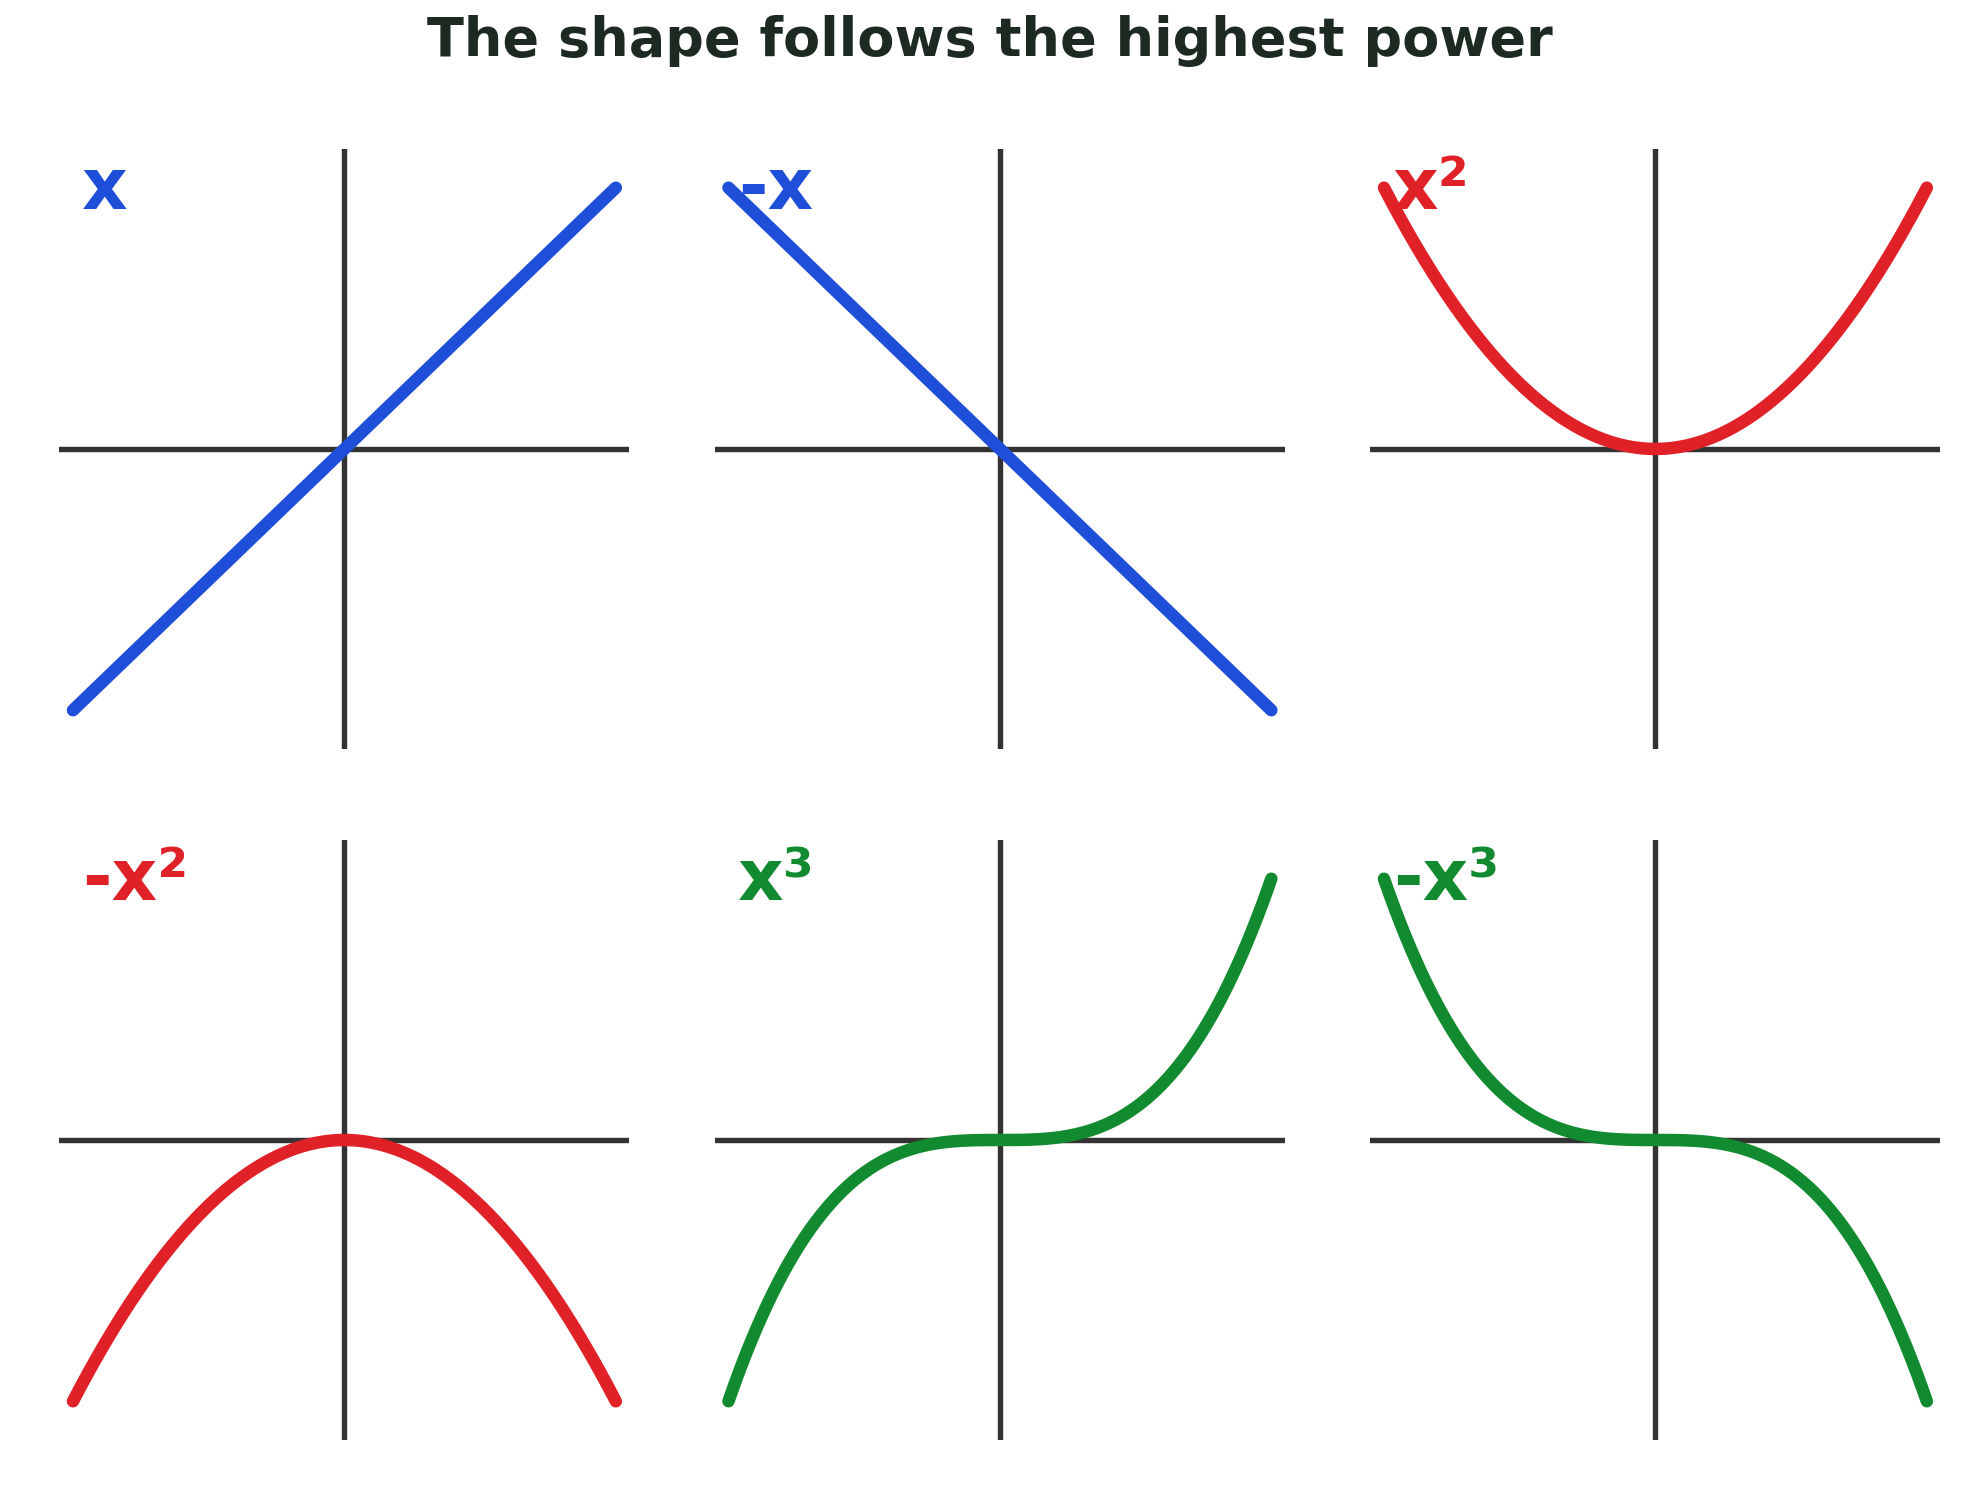 The shape follows the highest power
x
-x
x²
-x²
x³
-x³